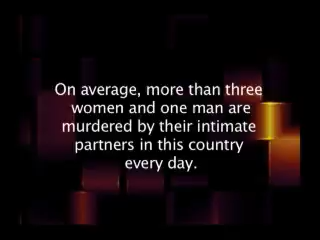 On average, more than three
women and one man are
murdered by their intimate
partners in this country
every day.